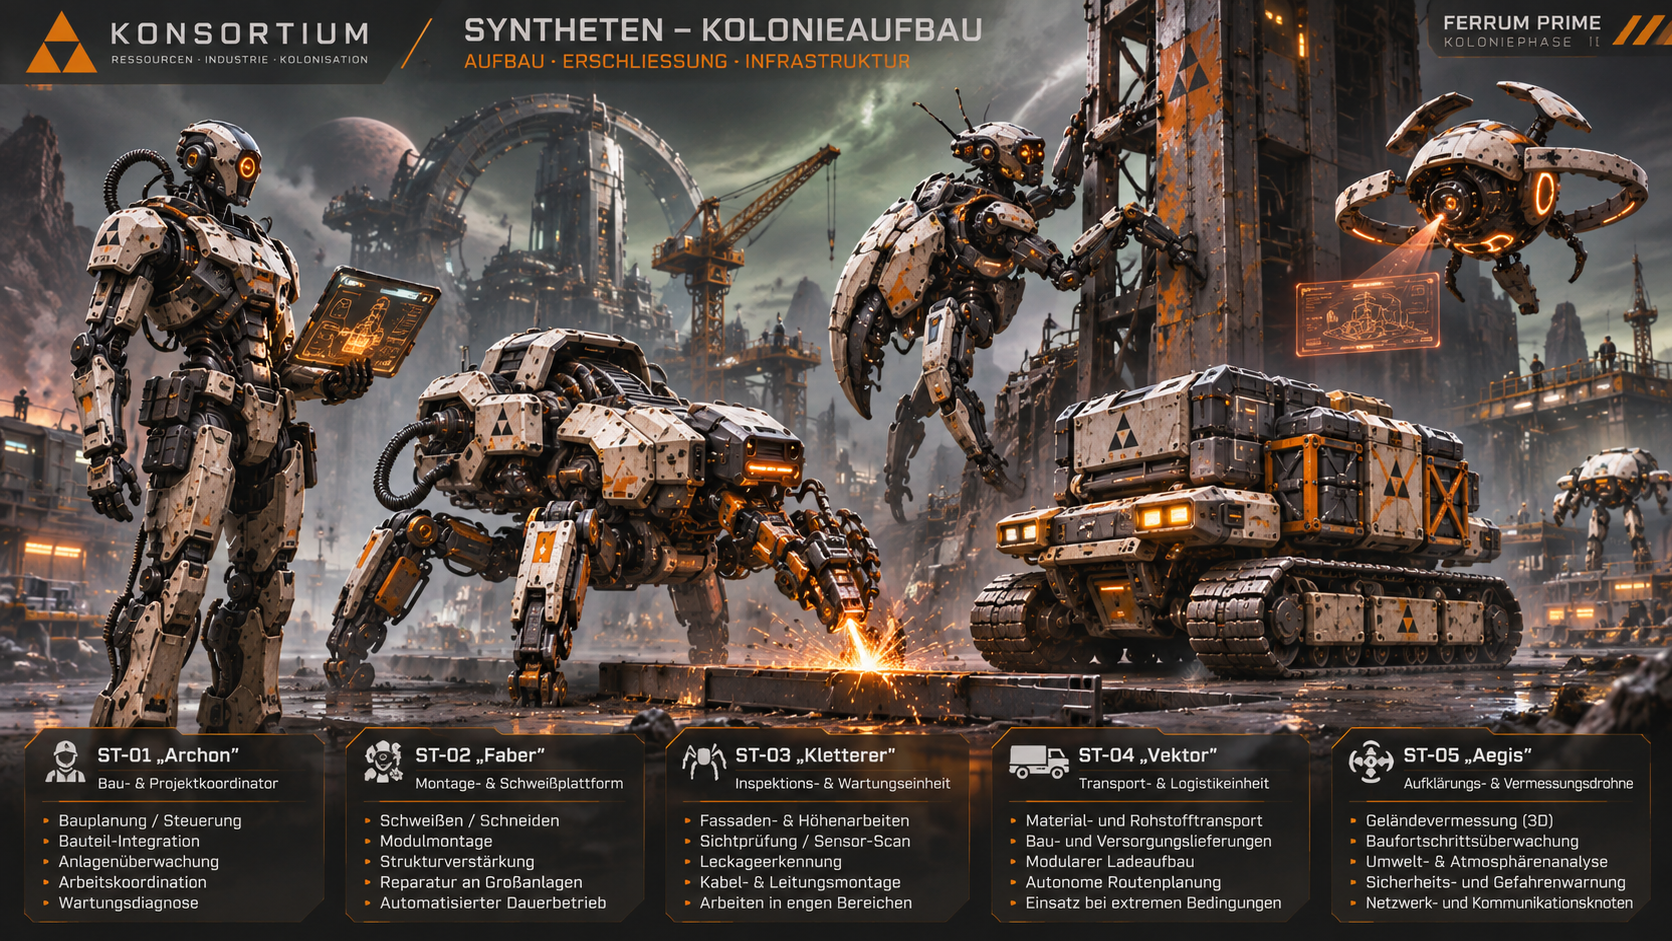 KONSORTIUM
RESSOURCEN · INDUSTRIE · KOLONISATION
SYNTHETEN – KOLONIEAUFBAU
AUFBAU · ERSCHLIESSUNG · INFRASTRUKTUR
FERRUM PRIME
KOLONIEPHASE II
ST-01 „Archon”
Bau- & Projektkoordinator
Bauplanung / Steuerung
Bauteil-Integration
Anlagenüberwachung
Arbeitskoordination
Wartungsdiagnose
ST-02 „Faber”
Montage- & Schweißplattform
Schweißen / Schneiden
Modulmontage
Strukturverstärkung
Reparatur an Großanlagen
Automatisierter Dauerbetrieb
ST-03 „Kletterer”
Inspektions- & Wartungseinheit
Fassaden- & Höhenarbeiten
Sichtprüfung / Sensor-Scan
Leckageerkennung
Kabel- & Leitungsmontage
Arbeiten in engen Bereichen
ST-04 „Vektor”
Transport- & Logistikeinheit
Material- und Rohstofftransport
Bau- und Versorgungslieferungen
Modularer Ladeaufbau
Autonome Routenplanung
Einsatz bei extremen Bedingungen
ST-05 „Aegis”
Aufklärungs- & Vermessungsdrohne
Geländevermessung (3D)
Baufortschrittsüberwachung
Umwelt- & Atmosphärenanalyse
Sicherheits- und Gefahrenwarnung
Netzwerk- und Kommunikationsknoten